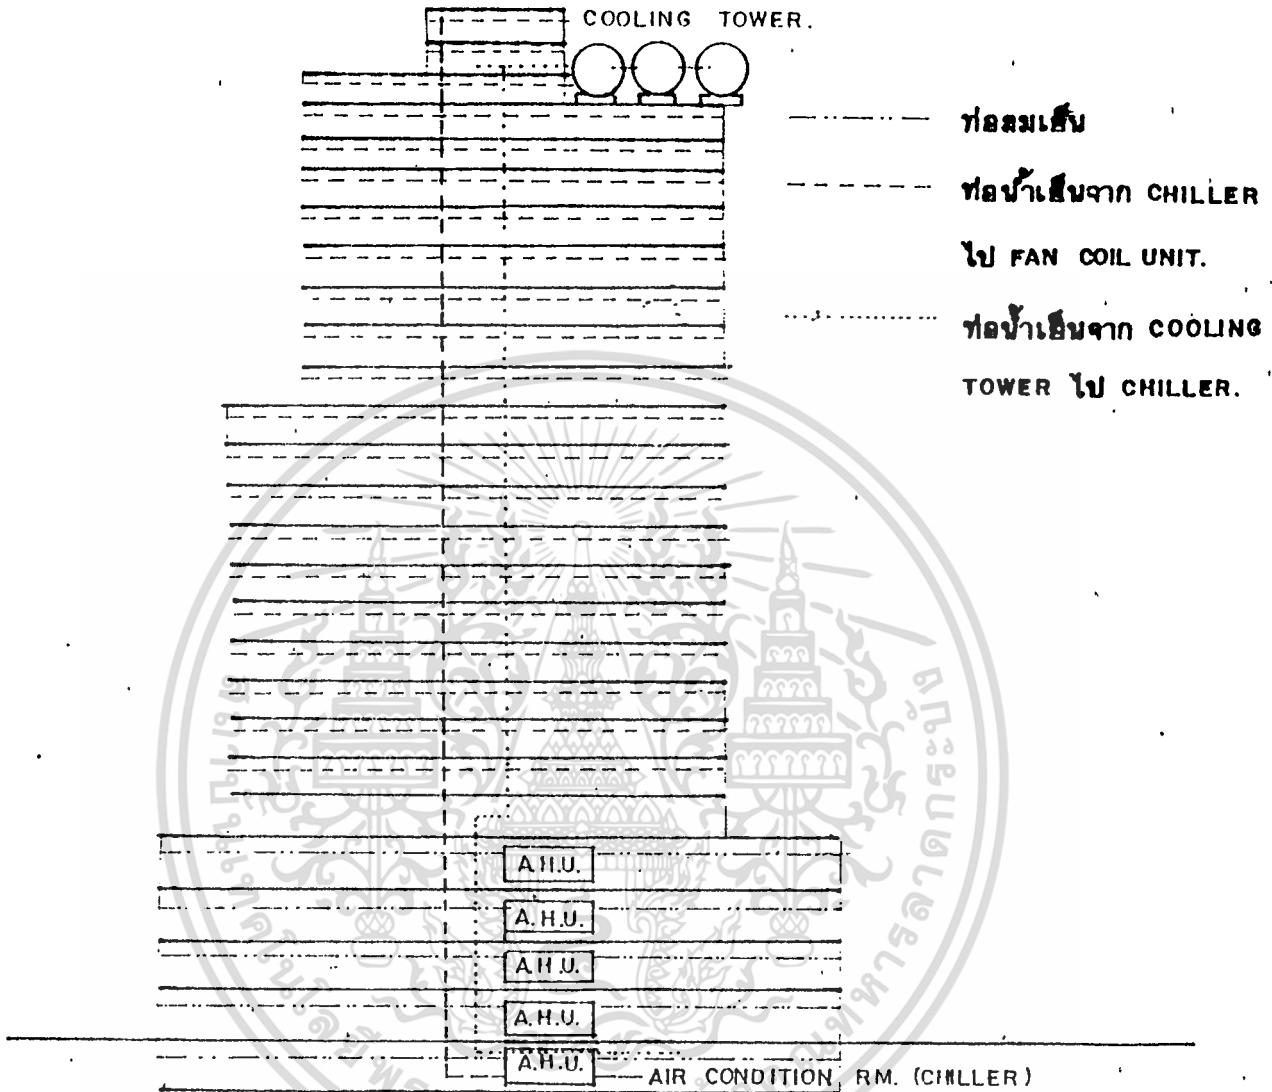 COOLING TOWER.
ท่อลมเย็น
ท่อน้ำเย็นจาก CHILLER
ไป FAN COIL UNIT.
ท่อน้ำเย็นจาก COOLING
TOWER ไป CHILLER.
A.H.U.
A.H.U.
A.H.U.
A.H.U.
A.H.U.
AIR CONDITION RM. (CHILLER)